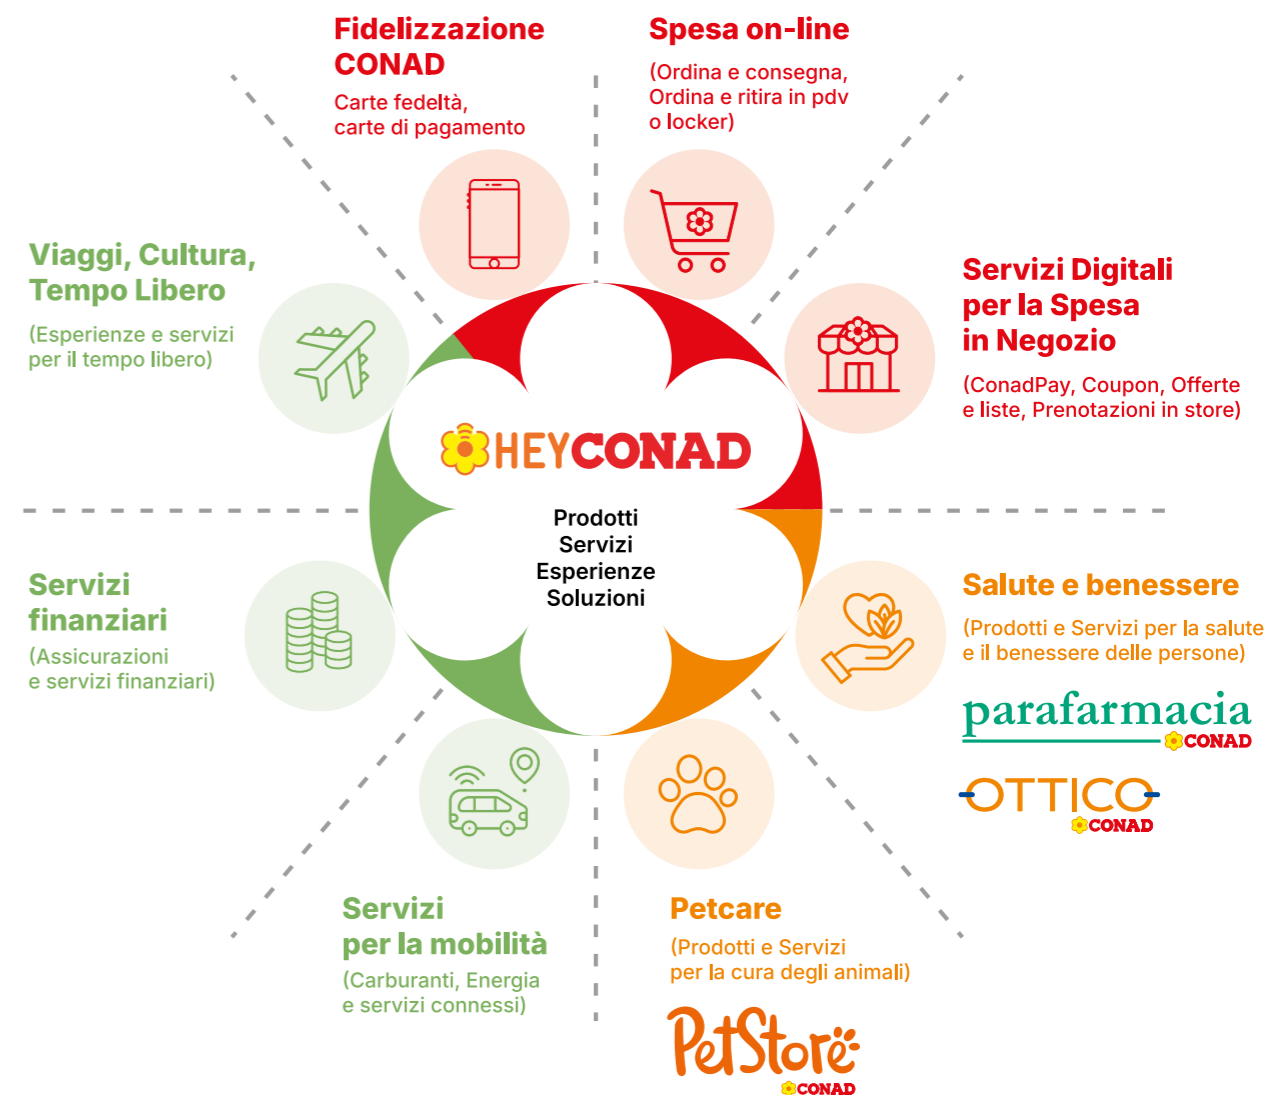 Fidelizzazione
CONAD
Carte fedeltà,
carte di pagamento
Spesa on-line
(Ordina e consegna,
Ordina e ritira in pdv
o locker)
Viaggi, Cultura,
Tempo Libero
(Esperienze e servizi
per il tempo libero)
Servizi Digitali
per la Spesa
in Negozio
(ConadPay, Coupon, Offerte
e liste, Prenotazioni in store)
HEYCONAD
Prodotti
Servizi
Esperienze
Soluzioni
Servizi
finanziari
(Assicurazioni
e servizi finanziari)
Salute e benessere
(Prodotti e Servizi per la salute
e il benessere delle persone)
parafarmacia
CONAD
OTTICO
CONAD
Servizi
per la mobilità
(Carburanti, Energia
e servizi connessi)
Petcare
(Prodotti e Servizi
per la cura degli animali)
PetStore
CONAD